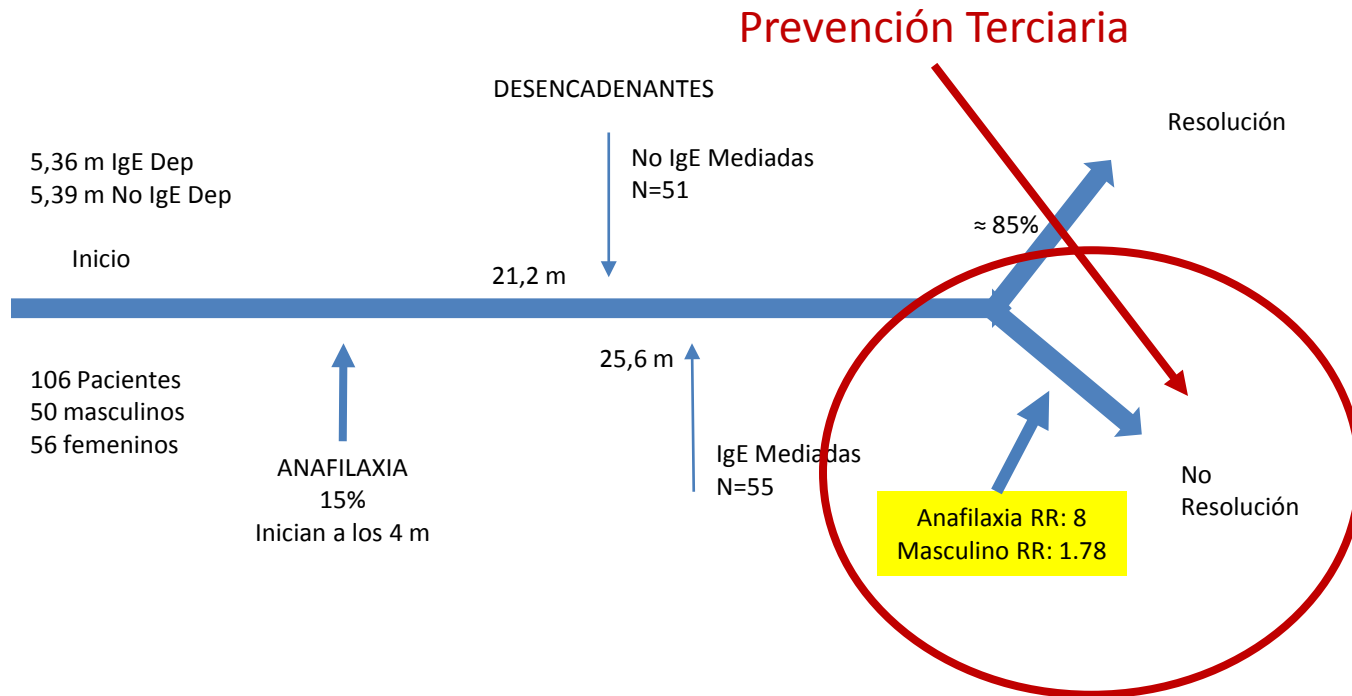 Prevención Terciaria
DESENCADENANTES
Resolución
5,36 m IgE Dep
5,39 m No IgE Dep
No IgE Mediadas
N=51
≈ 85%
Inicio
21,2 m
25,6 m
106 Pacientes
50 masculinos
56 femeninos
ANAFILAXIA
15%
Inician a los 4 m
IgE Mediadas
N=55
No
Resolución
Anafilaxia RR: 8
Masculino RR: 1.78